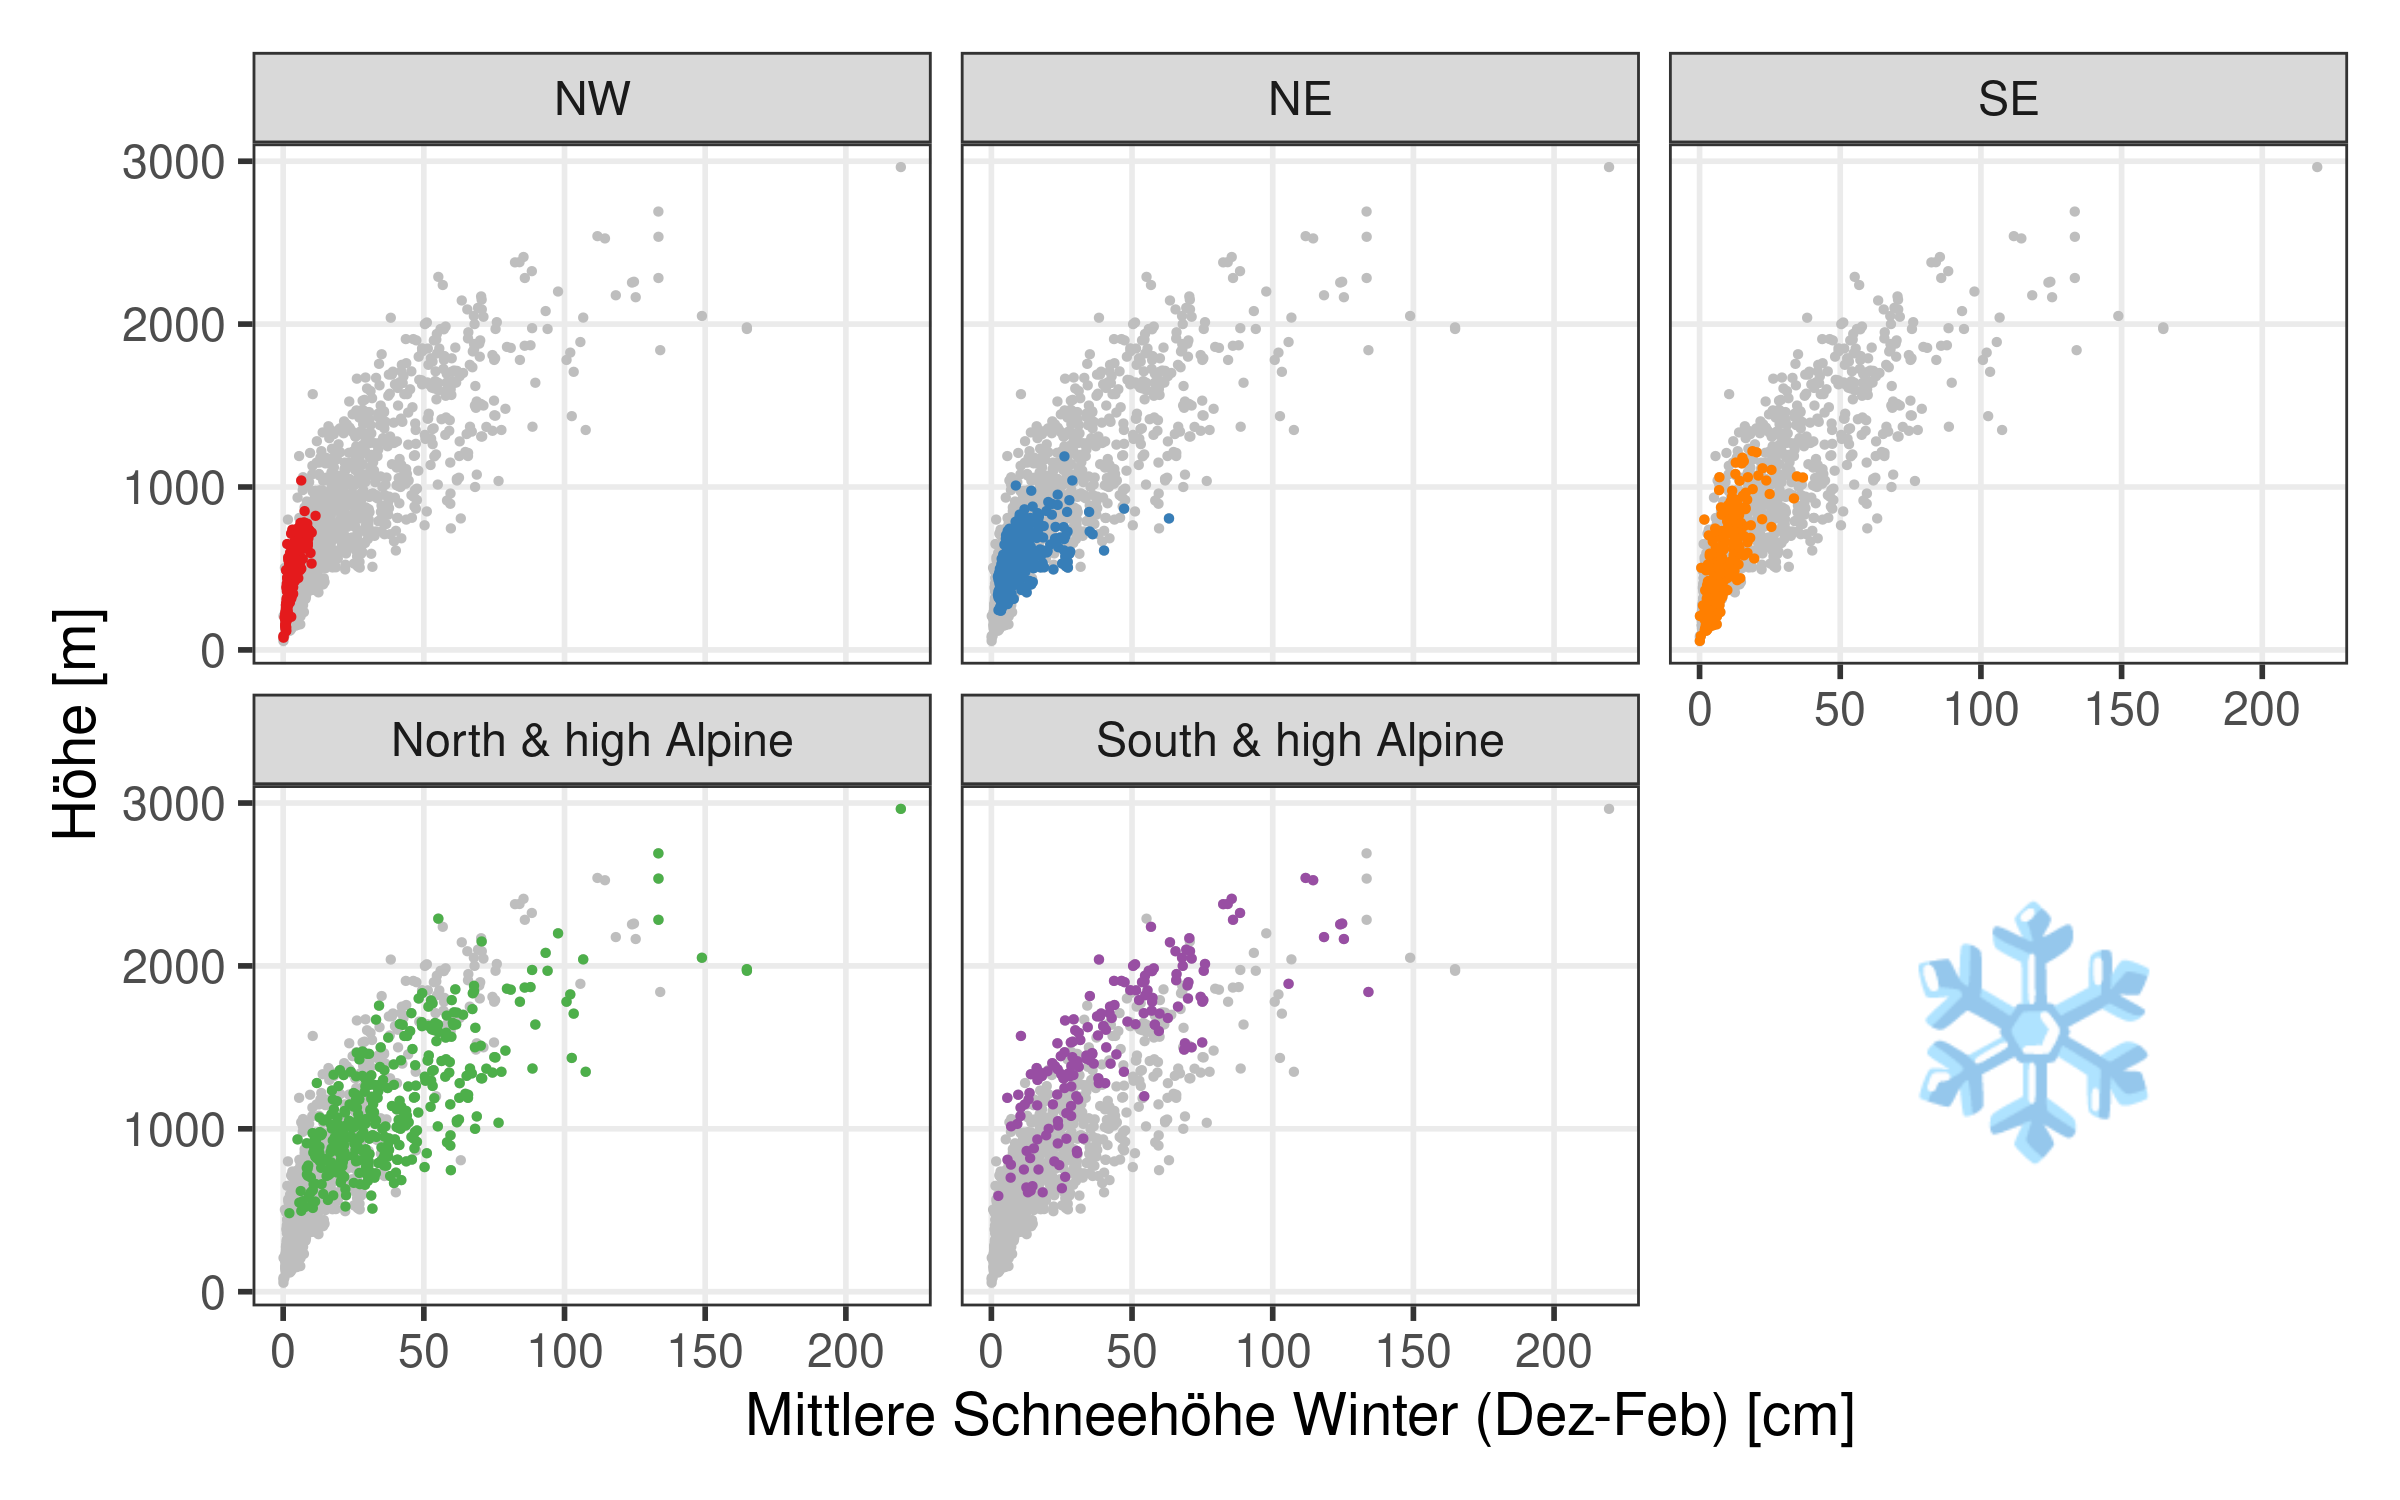 NW
NE
SE
3000
2000
1000
0
0 50 100 150 200
North & high Alpine
South & high Alpine
3000
2000
1000
0
0 50 100 150 200
0 50 100 150 200
Höhe [m]
Mittlere Schneehöhe Winter (Dez-Feb) [cm]